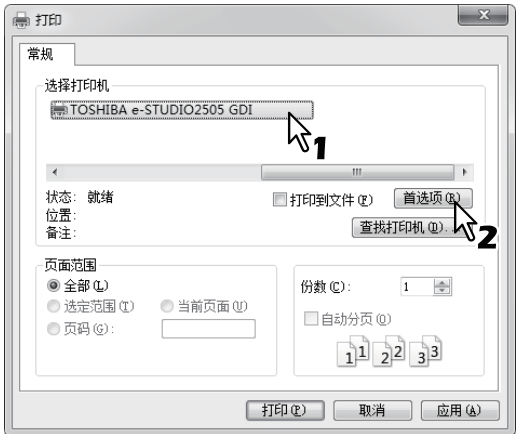 打印
常规
选择打印机
TOSHIBA e-STUDIO2505 GDI
1
状态: 就绪
打印到文件(F)
首选项(R)
位置:
备注:
查找打印机(D)...
2
页面范围
全部(L)
选定范围(T)
当前页面(U)
页码(G):
份数(C): 1
自动分页(O)
1 1 2 2 3 3
打印(P)
取消
应用(A)